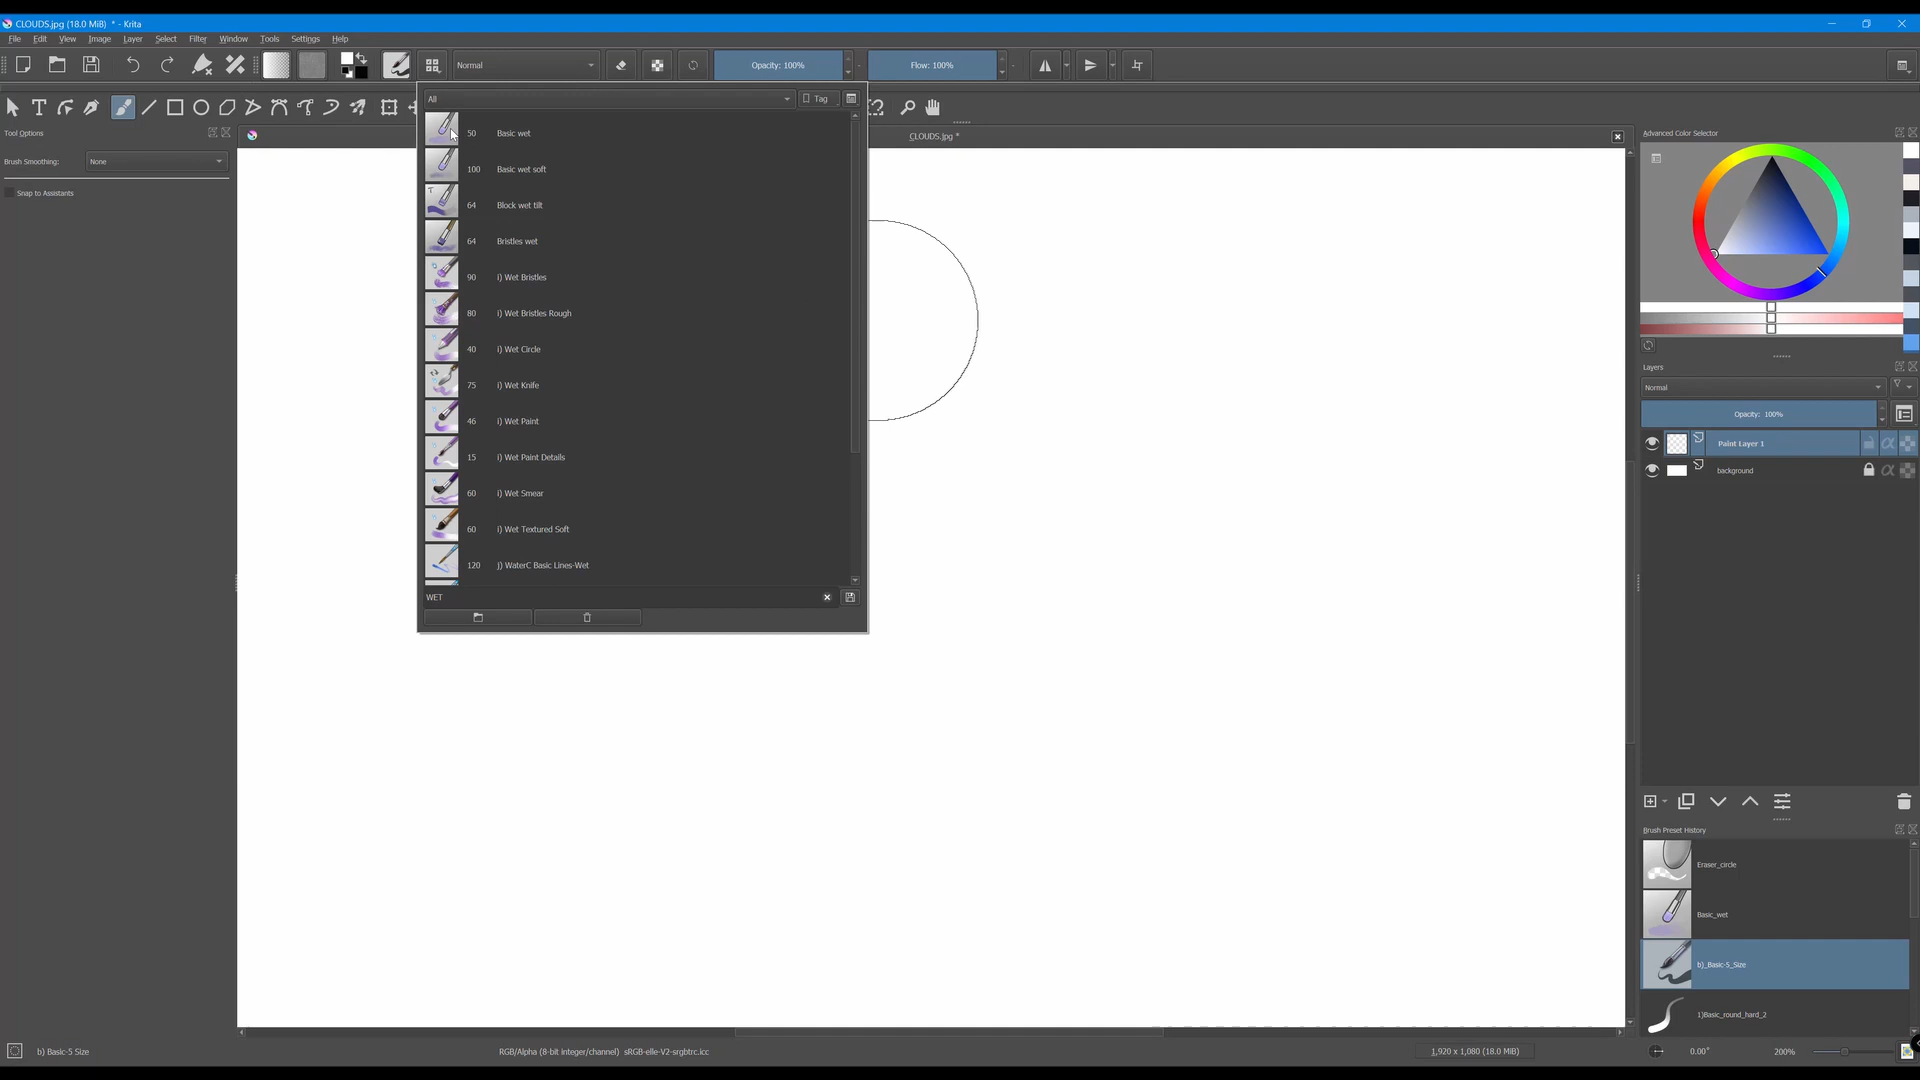 CLOUDS.jpg (18.0 MiB) * - Krita
File Edit View Image Layer Select Filter Window Tools Settings Help
Normal Opacity: 100% Flow: 100%
All Tag
CLOUDS.jpg *
Tool Options
Brush Smoothing: None
Snap to Assistants
50 Basic wet
100 Basic wet soft
64 Block wet tilt
64 Bristles wet
90 i) Wet Bristles
80 i) Wet Bristles Rough
40 i) Wet Circle
75 i) Wet Knife
46 i) Wet Paint
15 i) Wet Paint Details
60 i) Wet Smear
60 i) Wet Textured Soft
120 j) WaterC Basic Lines-Wet
WET
Advanced Color Selector
Layers
Normal
Opacity: 100%
Paint Layer 1
background
Brush Preset History
Eraser_circle
Basic_wet
b)_Basic-5_Size
1)Basic_round_hard_2
b) Basic-5 Size
RGB/Alpha (8-bit integer/channel) sRGB-elle-V2-srgbtrc.icc
1,920 x 1,080 (18.0 MiB)
0.00°
200%